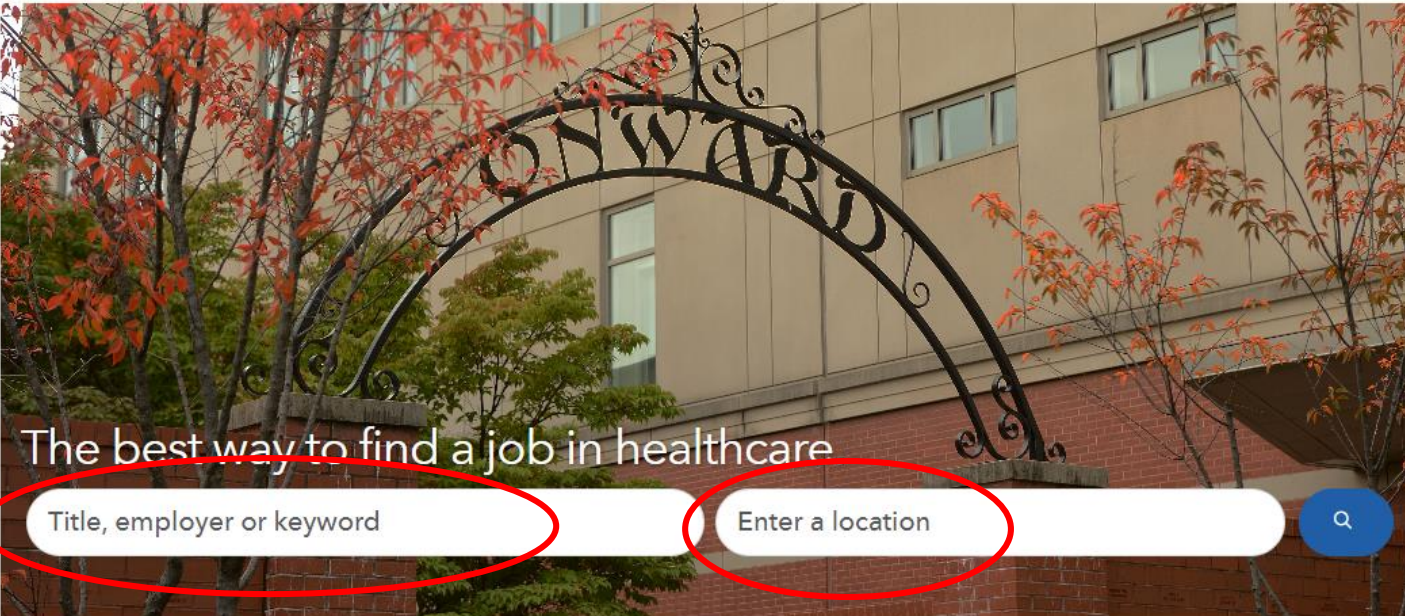 ONWARD
The best way to find a job in healthcare
Title, employer or keyword
Enter a location